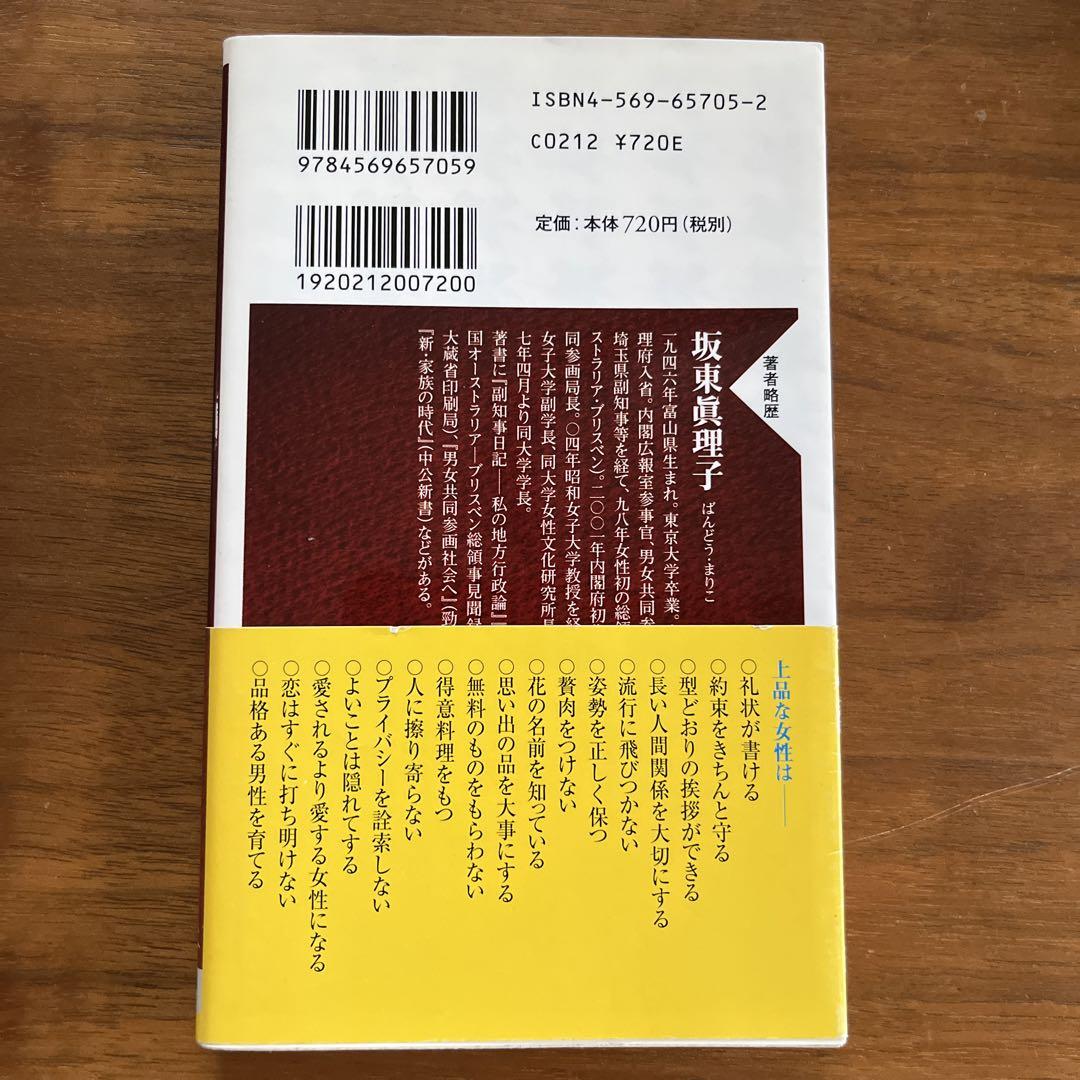 9784569657059
ISBN4-569-65705-2
C0212 ¥720E
1920212007200
定価：本体720円（税別）
著者略歴
坂東眞理子 ばんどう・まりこ
一九四六年富山県生まれ。東京大学卒業。
理府入省。内閣広報室参事官、男女共同参
埼玉県副知事等を経て、九八年女性初の総領
ストラリア・ブリスベン）。二〇〇一年内閣府初
同参画局長。〇四年昭和女子大学教授を経
女子大学副学長、同大学女性文化研究所長
七年四月より同大学学長。
著書に『副知事日記――私の地方行政論』
国オーストラリア―ブリスベン総領事見聞録
大蔵省印刷局）、『男女共同参画社会へ』（勁
『新・家族の時代』（中公新書）などがある。
上品な女性は――
○礼状が書ける
○約束をきちんと守る
○型どおりの挨拶ができる
○長い人間関係を大切にする
○流行に飛びつかない
○姿勢を正しく保つ
○贅肉をつけない
○花の名前を知っている
○思い出の品を大事にする
○無料のものをもらわない
○得意料理をもつ
○人に擦り寄らない
○プライバシーを詮索しない
○よいことは隠れてする
○愛されるより愛する女性になる
○恋はすぐに打ち明けない
○品格ある男性を育てる